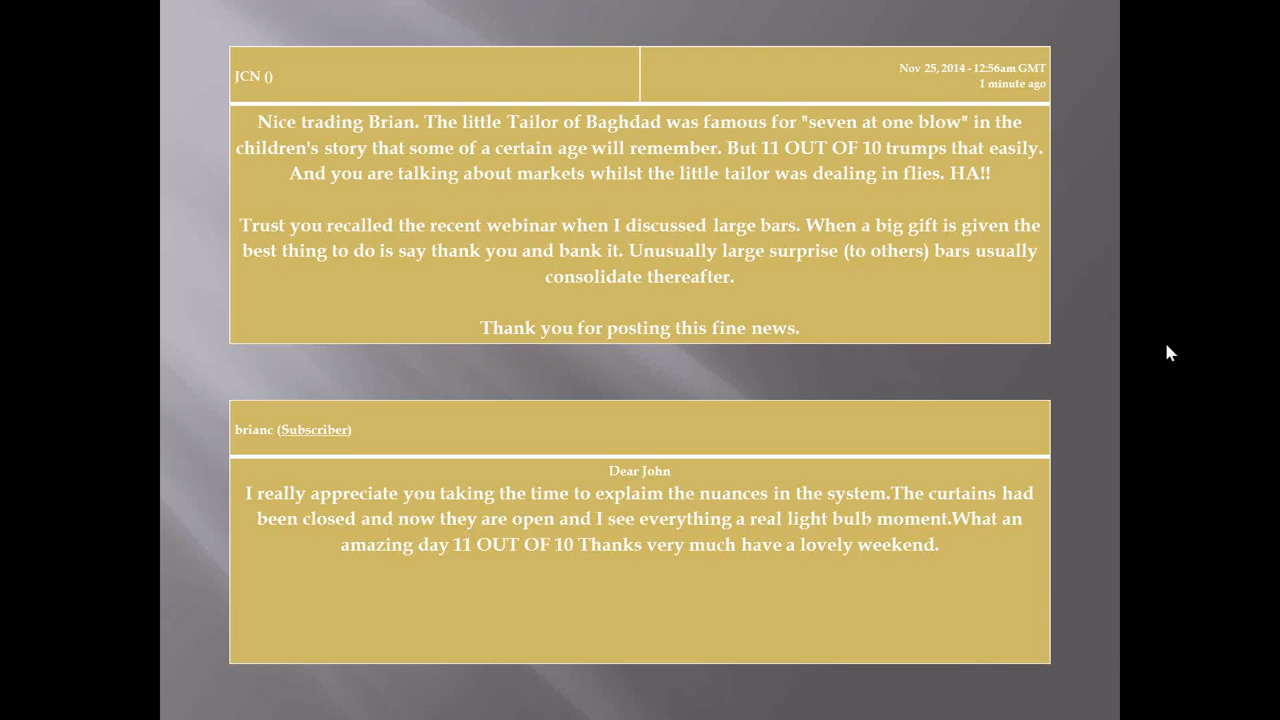 JCN ()
Nov 25, 2014 - 12:56am GMT
1 minute ago
Nice trading Brian. The little Tailor of Baghdad was famous for "seven at one blow" in the
children's story that some of a certain age will remember. But 11 OUT OF 10 trumps that easily.
And you are talking about markets whilst the little tailor was dealing in flies. HA!!
Trust you recalled the recent webinar when I discussed large bars. When a big gift is given the
best thing to do is say thank you and bank it. Unusually large surprise (to others) bars usually
consolidate thereafter.
Thank you for posting this fine news.
brianc (Subscriber)
Dear John
I really appreciate you taking the time to explaim the nuances in the system.The curtains had
been closed and now they are open and I see everything a real light bulb moment.What an
amazing day 11 OUT OF 10 Thanks very much have a lovely weekend.